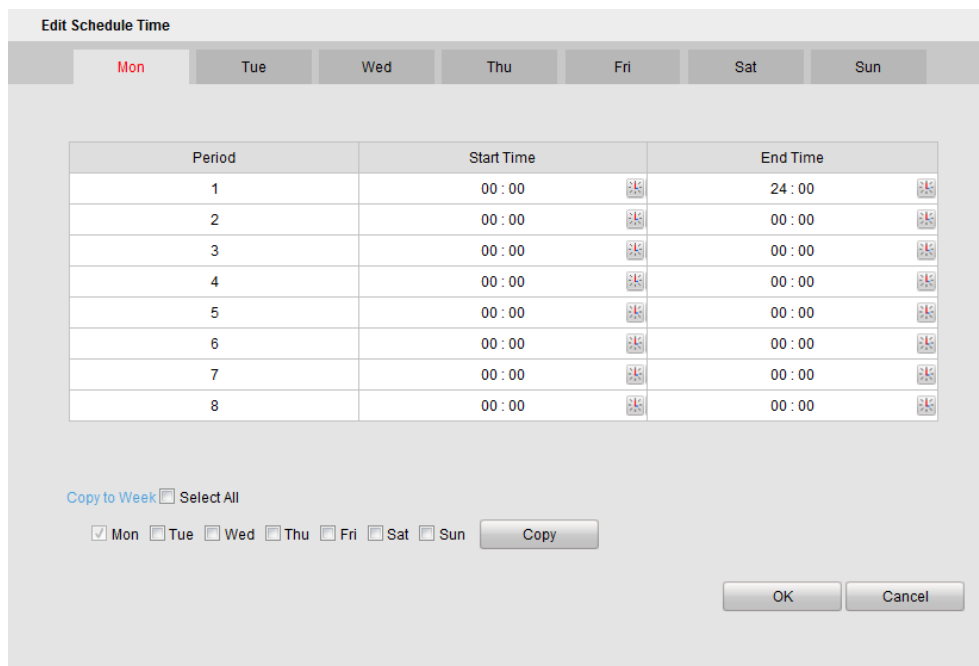 Edit Schedule Time
Mon Tue Wed Thu Fri Sat Sun
Period Start Time End Time
1 00 : 00 24 : 00
2 00 : 00 00 : 00
3 00 : 00 00 : 00
4 00 : 00 00 : 00
5 00 : 00 00 : 00
6 00 : 00 00 : 00
7 00 : 00 00 : 00
8 00 : 00 00 : 00
Copy to Week Select All
Mon Tue Wed Thu Fri Sat Sun Copy
OK Cancel